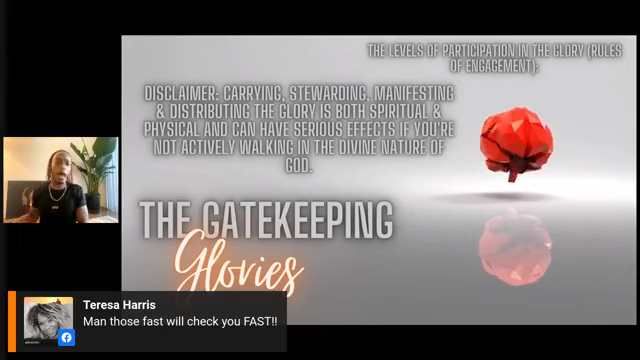 THE LEVELS OF PARTICIPATION IN THE GLORY (RULES
OF ENGAGEMENT):
DISCLAIMER: CARRYING, STEWARDING, MANIFESTING
& DISTRIBUTING THE GLORY IS BOTH SPIRITUAL &
PHYSICAL AND CAN HAVE SERIOUS EFFECTS IF YOU'RE
NOT ACTIVELY WALKING IN THE DIVINE NATURE OF
GOD.
THE GATEKEEPING
Glories
Teresa Harris
Man those fast will check you FAST!!